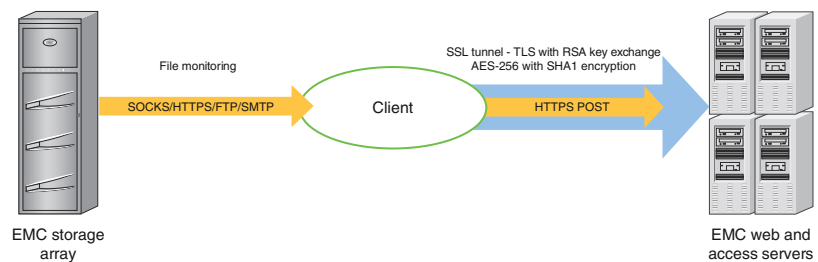 SSL tunnel - TLS with RSA key exchange
AES-256 with SHA1 encryption
File monitoring
SOCKS/HTTPS/FTP/SMTP
Client
HTTPS POST
EMC storage
array
EMC web and
access servers